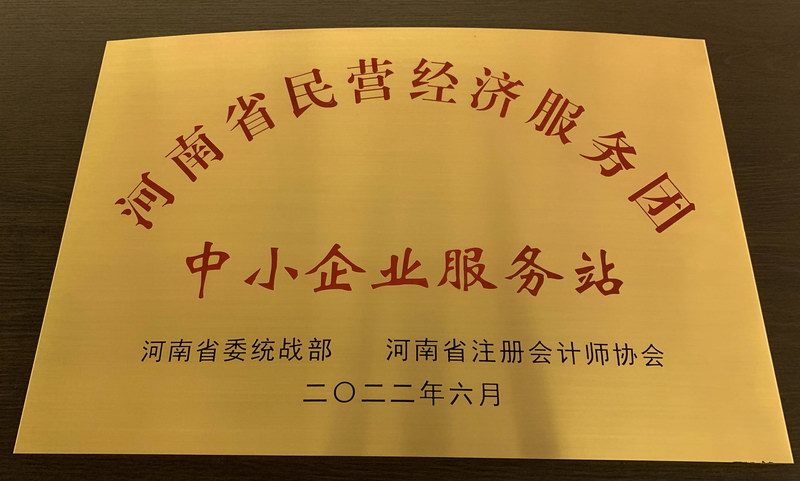 河南省民营经济服务团
中小企业服务站
河南省委统战部 河南省注册会计师协会
二〇二二年六月